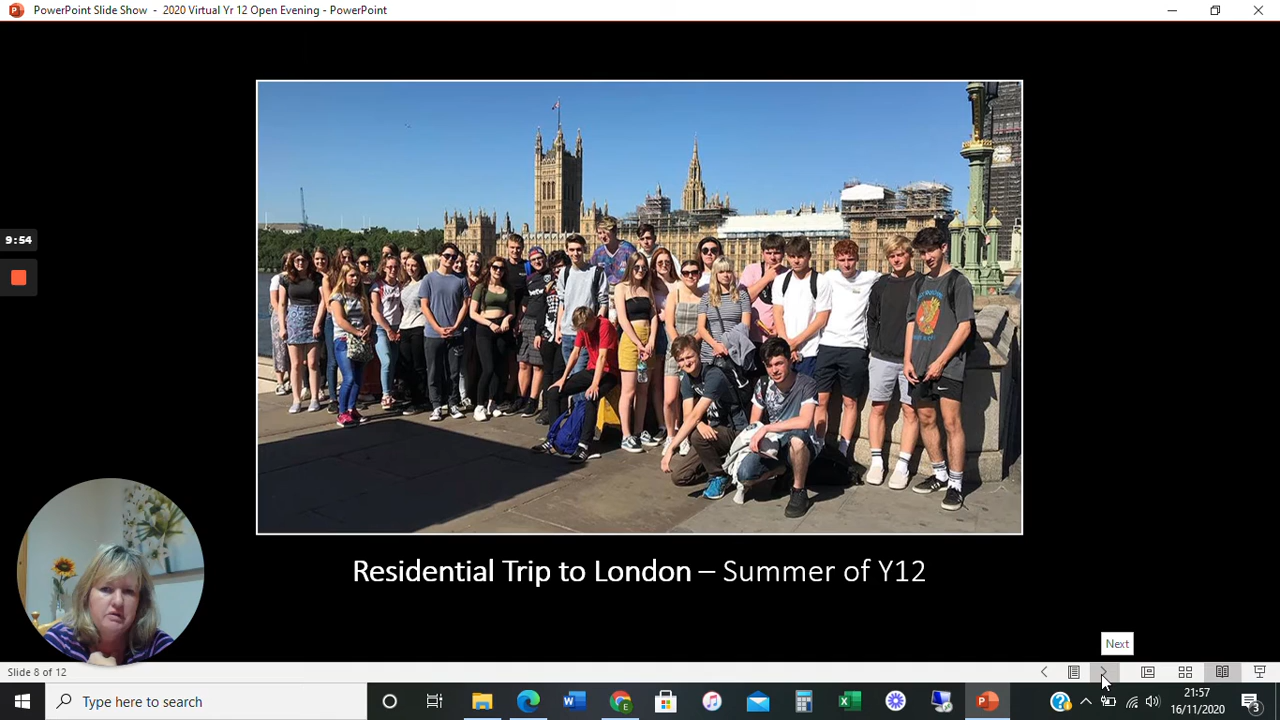 PowerPoint Slide Show - 2020 Virtual Yr 12 Open Evening - PowerPoint
9:54
Residential Trip to London – Summer of Y12
Next
Slide 8 of 12
Type here to search
21:57
16/11/2020
3